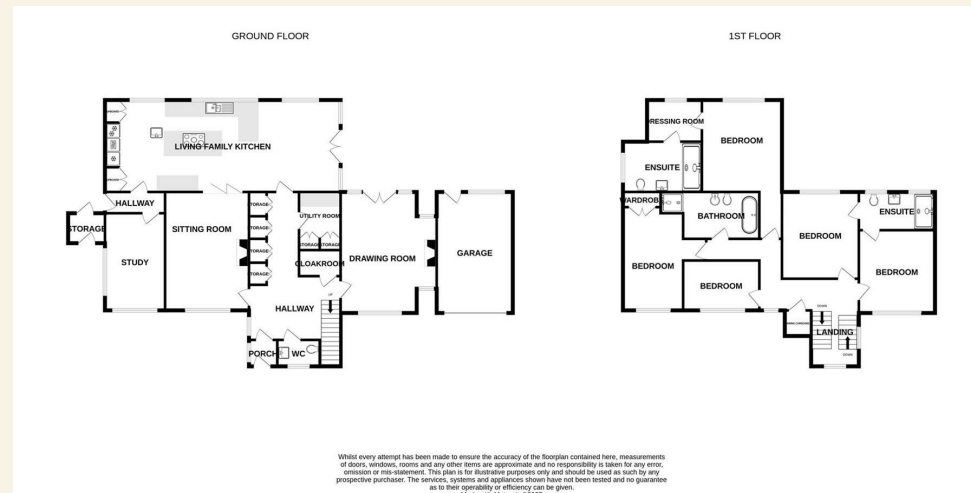 GROUND FLOOR
1ST FLOOR
LIVING FAMILY KITCHEN
HALLWAY
STORAGE
STUDY
SITTING ROOM
STORAGE
STORAGE
STORAGE
STORAGE
UTILITY ROOM
STORAGE
STORAGE
CLOAKROOM
DRAWING ROOM
GARAGE
UP
HALLWAY
PORCH
WC
DRESSING ROOM
BEDROOM
ENSUITE
WARDROBE
BATHROOM
BEDROOM
BEDROOM
BEDROOM
ENSUITE
BEDROOM
DOWN
LANDING
DOWN
Whilst every attempt has been made to ensure the accuracy of the floorplan contained here, measurements
of doors, windows, rooms and any other items are approximate and no responsibility is taken for any error,
omission or mis-statement. This plan is for illustrative purposes only and should be used as such by any
prospective purchaser. The services, systems and appliances shown have not been tested and no guarantee
as to their operability or efficiency can be given.